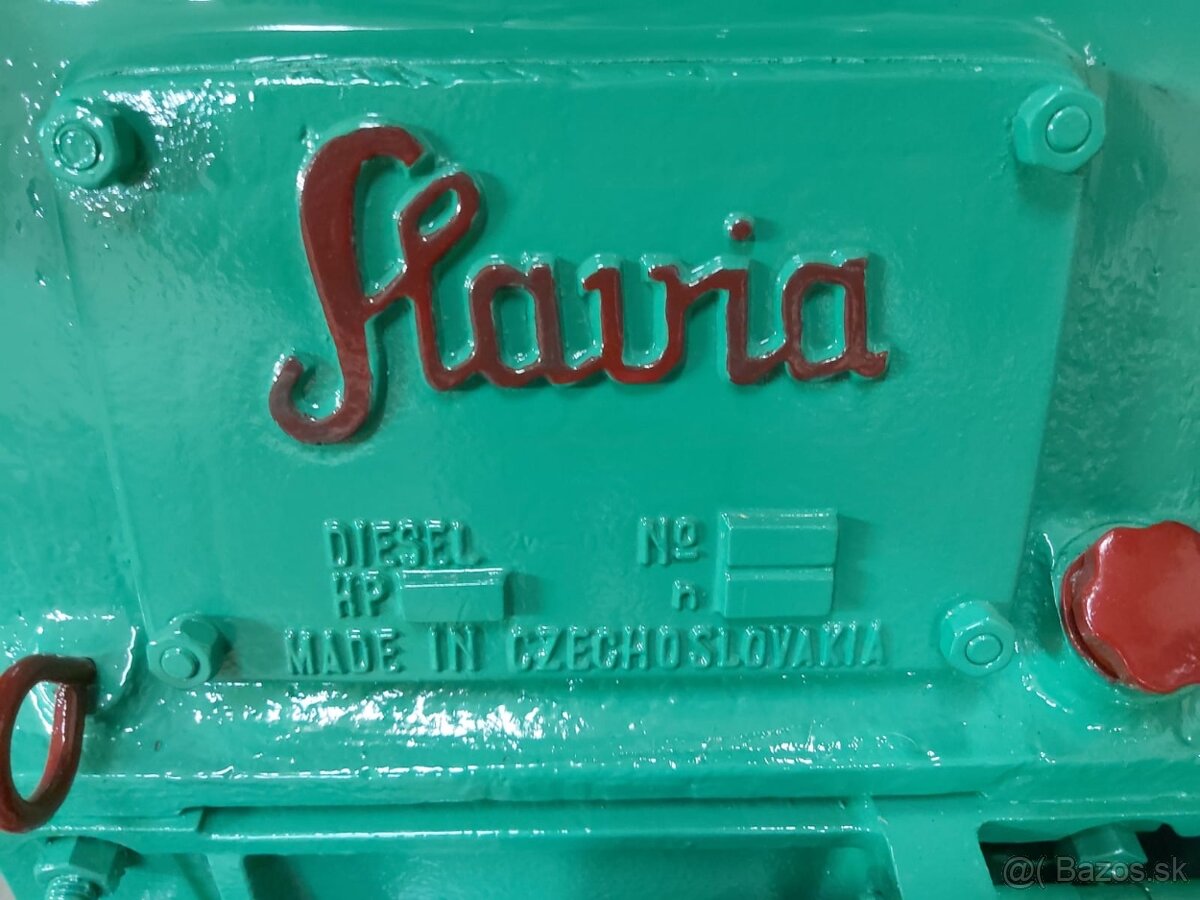 Slavia
DIESEL Nº
HP n
MADE IN CZECHOSLOVAKIA
@( Bazos.sk